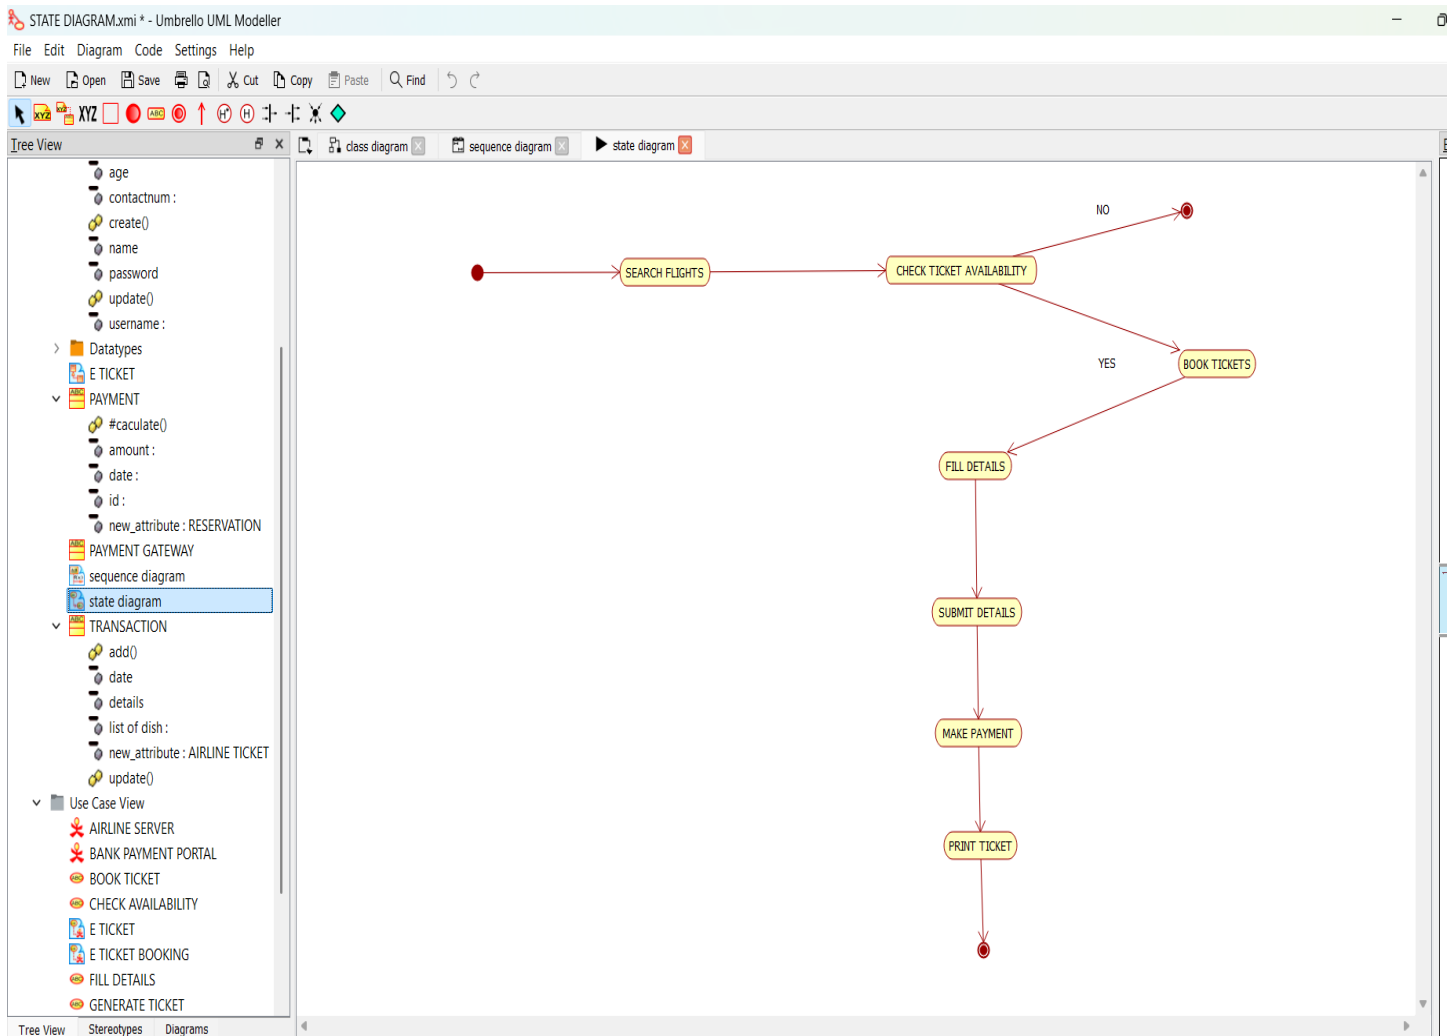 STATE DIAGRAM.xmi * - Umbrello UML Modeller
File Edit Diagram Code Settings Help
New Open Save Cut Copy Paste Find
XYZ XYZ XYZ ABC H* H
Tree View
class diagram
sequence diagram
state diagram
age
contactnum :
create()
name
password
update()
username :
Datatypes
E TICKET
PAYMENT
#caculate()
amount :
date :
id :
new_attribute : RESERVATION
PAYMENT GATEWAY
sequence diagram
state diagram
TRANSACTION
add()
date
details
list of dish :
new_attribute : AIRLINE TICKET
update()
Use Case View
AIRLINE SERVER
BANK PAYMENT PORTAL
BOOK TICKET
CHECK AVAILABILITY
E TICKET
E TICKET BOOKING
FILL DETAILS
GENERATE TICKET
Tree View Stereotypes Diagrams
NO
SEARCH FLIGHTS
CHECK TICKET AVAILABILITY
YES
BOOK TICKETS
FILL DETAILS
SUBMIT DETAILS
MAKE PAYMENT
PRINT TICKET